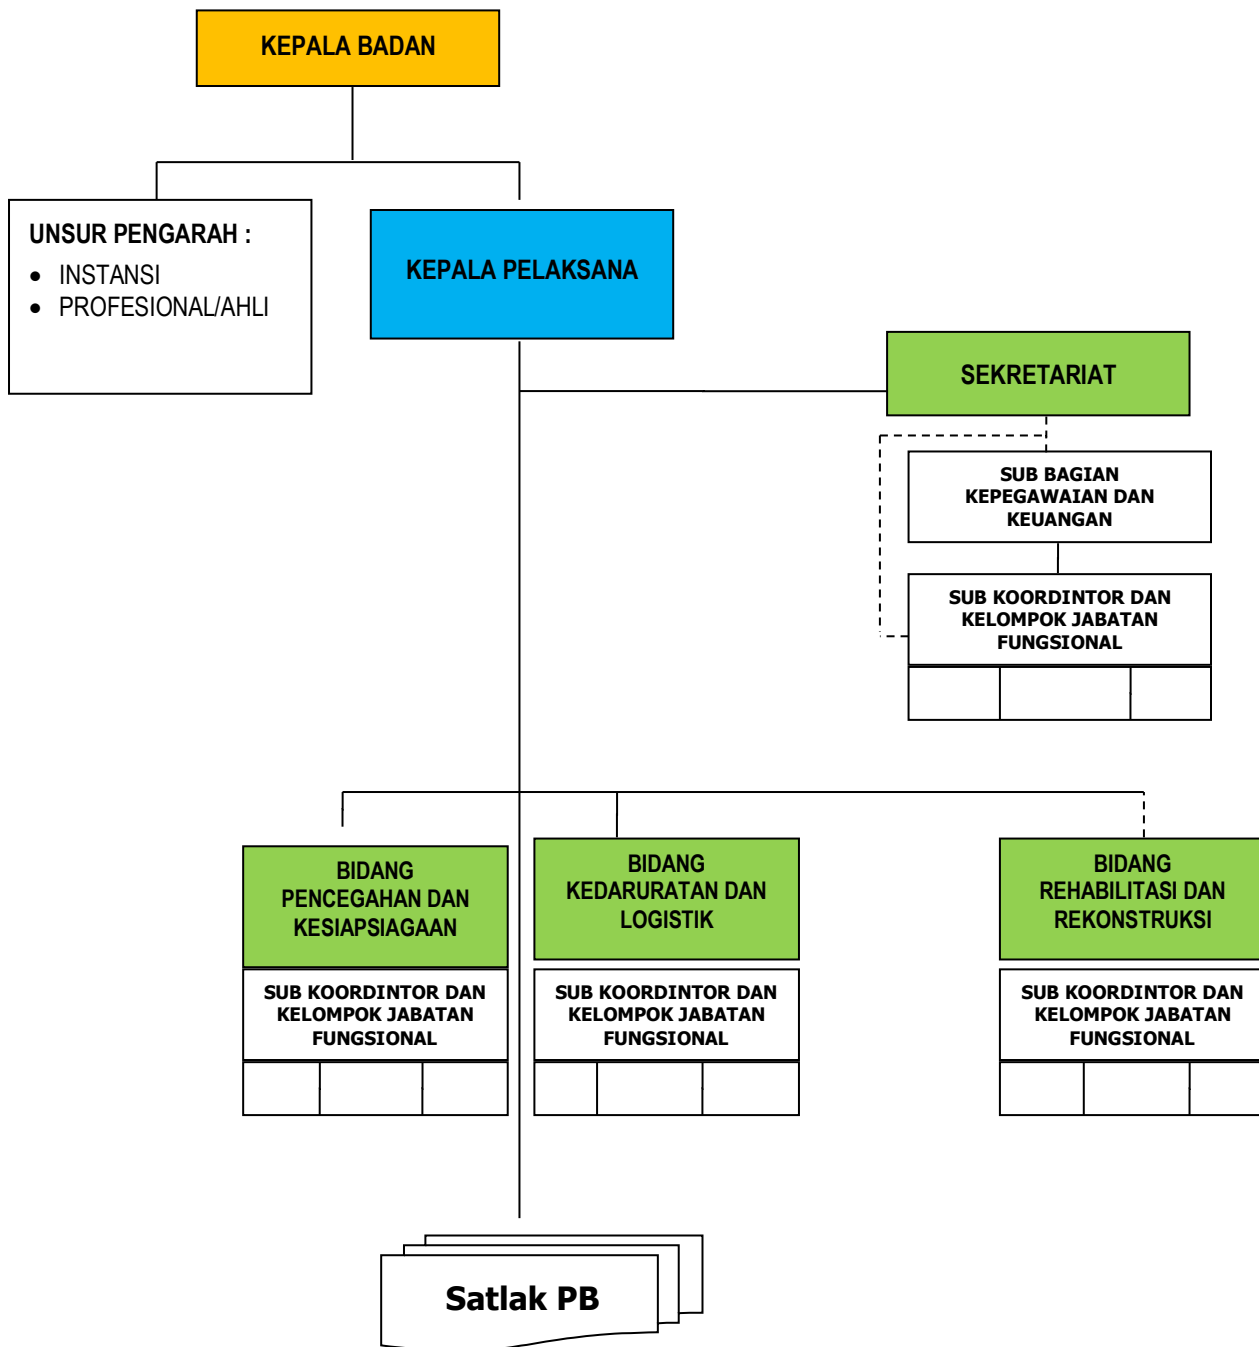 KEPALA BADAN
UNSUR PENGARAH :
• INSTANSI
• PROFESIONAL/AHLI
KEPALA PELAKSANA
SEKRETARIAT
SUB BAGIAN
KEPEGAWAIAN DAN
KEUANGAN
SUB KOORDINTOR DAN
KELOMPOK JABATAN
FUNGSIONAL
BIDANG
PENCEGAHAN DAN
KESIAPSIAGAAN
SUB KOORDINTOR DAN
KELOMPOK JABATAN
FUNGSIONAL
BIDANG
KEDARURATAN DAN
LOGISTIK
SUB KOORDINTOR DAN
KELOMPOK JABATAN
FUNGSIONAL
BIDANG
REHABILITASI DAN
REKONSTRUKSI
SUB KOORDINTOR DAN
KELOMPOK JABATAN
FUNGSIONAL
Satlak PB